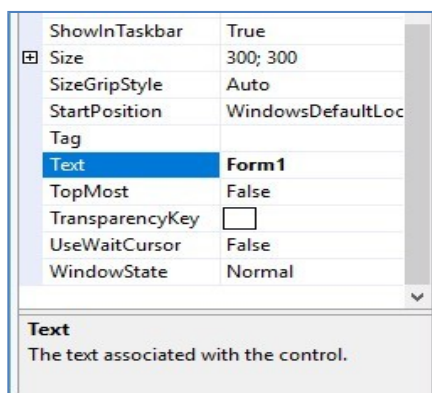 ShowInTaskbar True
Size 300; 300
SizeGripStyle Auto
StartPosition WindowsDefaultLoc
Tag
Text Form1
TopMost False
TransparencyKey
UseWaitCursor False
WindowState Normal
Text
The text associated with the control.